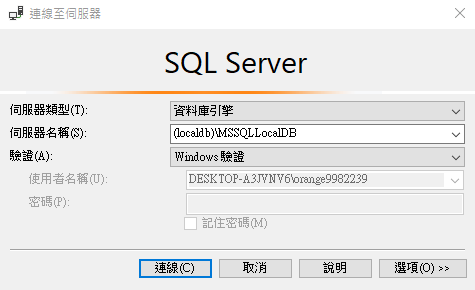 連線至伺服器
SQL Server
伺服器類型(T):
資料庫引擎
伺服器名稱(S):
(localdb)\MSSQLLocalDB
驗證(A):
Windows 驗證
使用者名稱(U):
DESKTOP-A3JVNV6\orange9982239
密碼(P):
記住密碼(M)
連線(C)
取消
說明
選項(O) >>